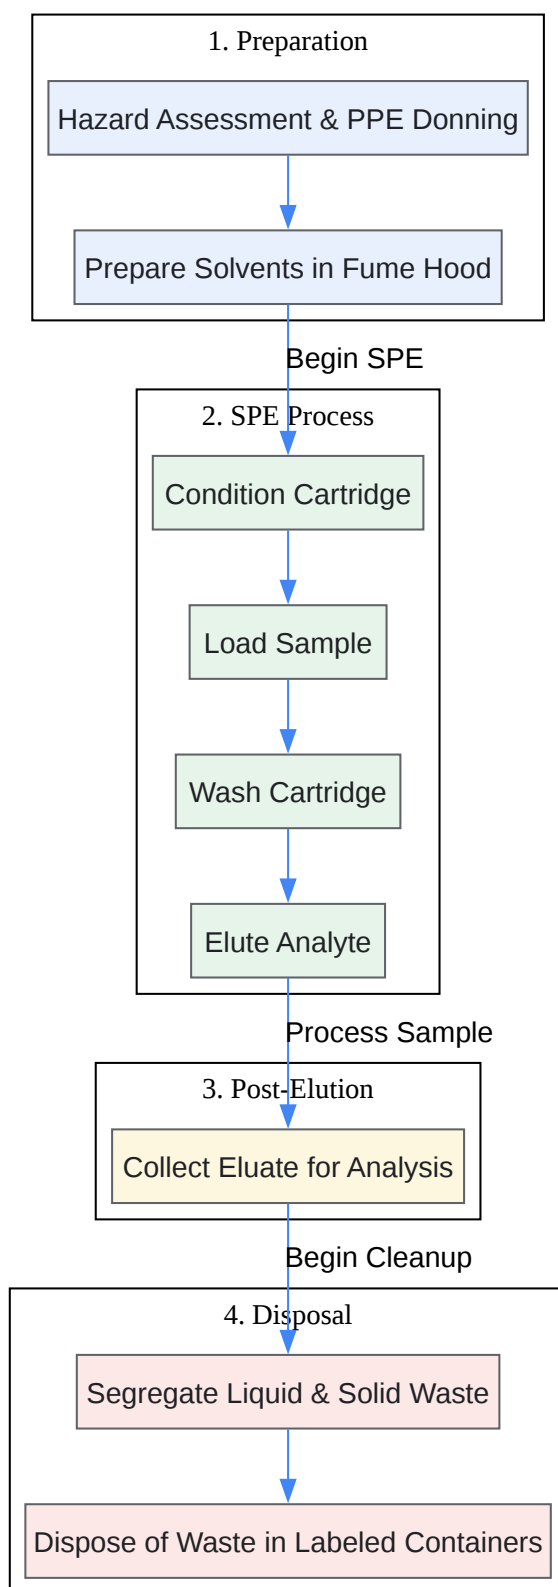 1. Preparation
Hazard Assessment & PPE Donning
Prepare Solvents in Fume Hood
Begin SPE
2. SPE Process
Condition Cartridge
Load Sample
Wash Cartridge
Elute Analyte
Process Sample
3. Post-Elution
Collect Eluate for Analysis
Begin Cleanup
4. Disposal
Segregate Liquid & Solid Waste
Dispose of Waste in Labeled Containers